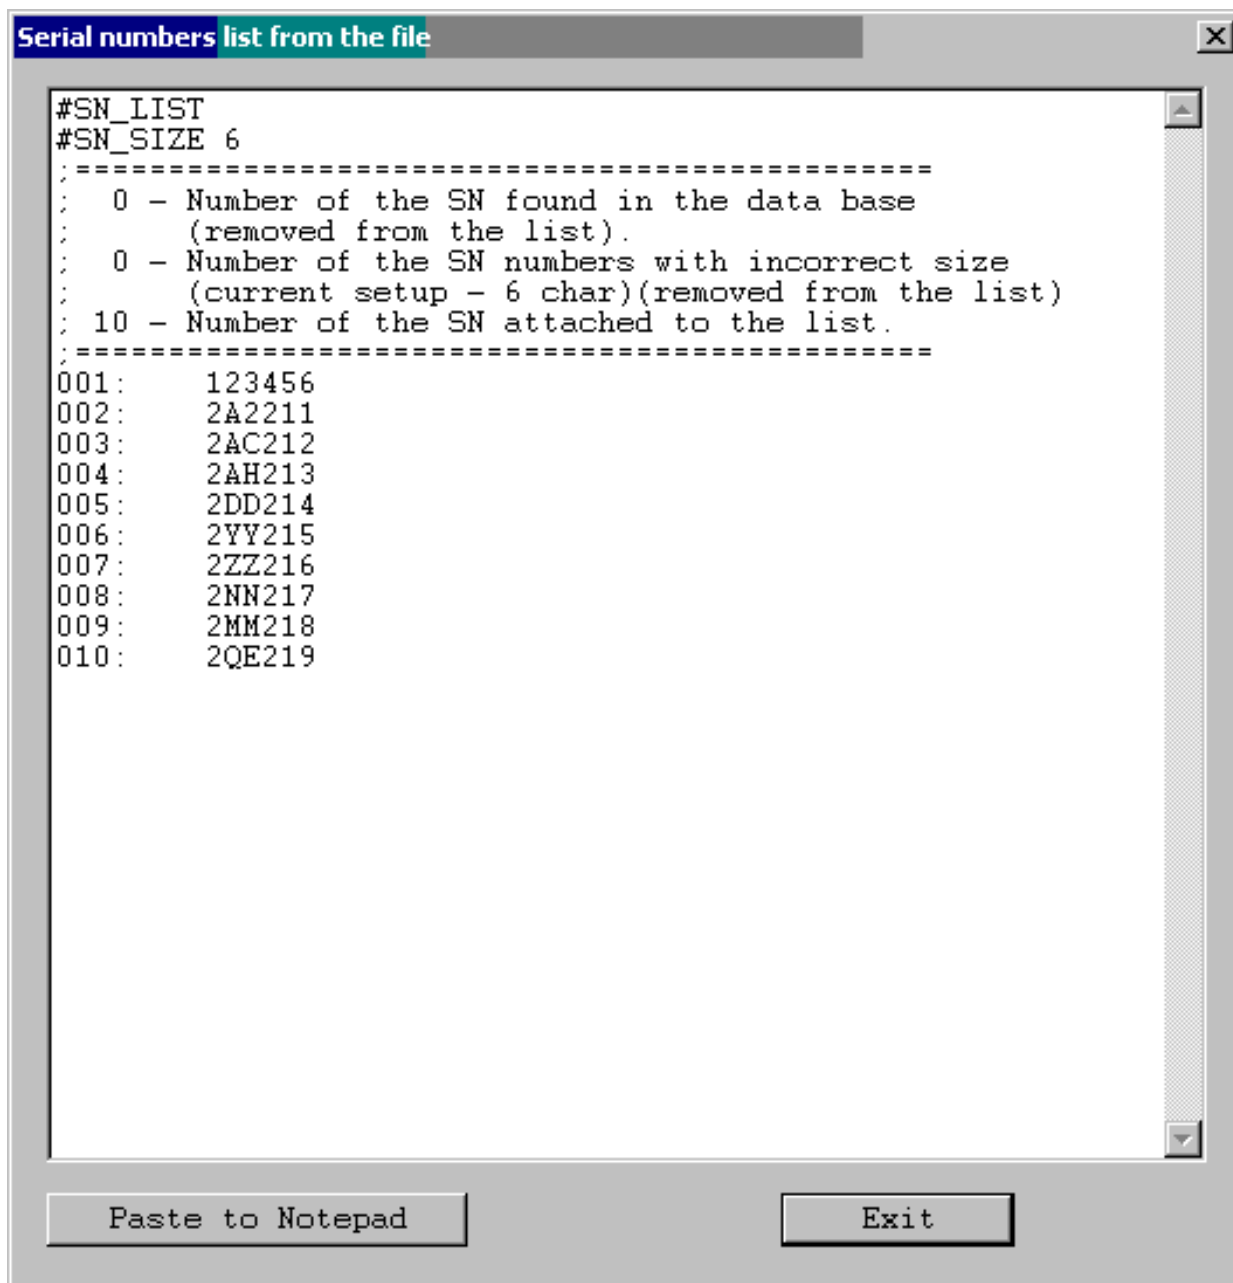 Serial numbers list from the file
#SN_LIST
#SN_SIZE 6
;==============================================
;  0 – Number of the SN found in the data base
;      (removed from the list).
;  0 – Number of the SN numbers with incorrect size
;      (current setup – 6 char)(removed from the list)
; 10 – Number of the SN attached to the list.
;==============================================
001:    123456
002:    2A2211
003:    2AC212
004:    2AH213
005:    2DD214
006:    2YY215
007:    2ZZ216
008:    2NN217
009:    2MM218
010:    2QE219
Paste to Notepad
Exit